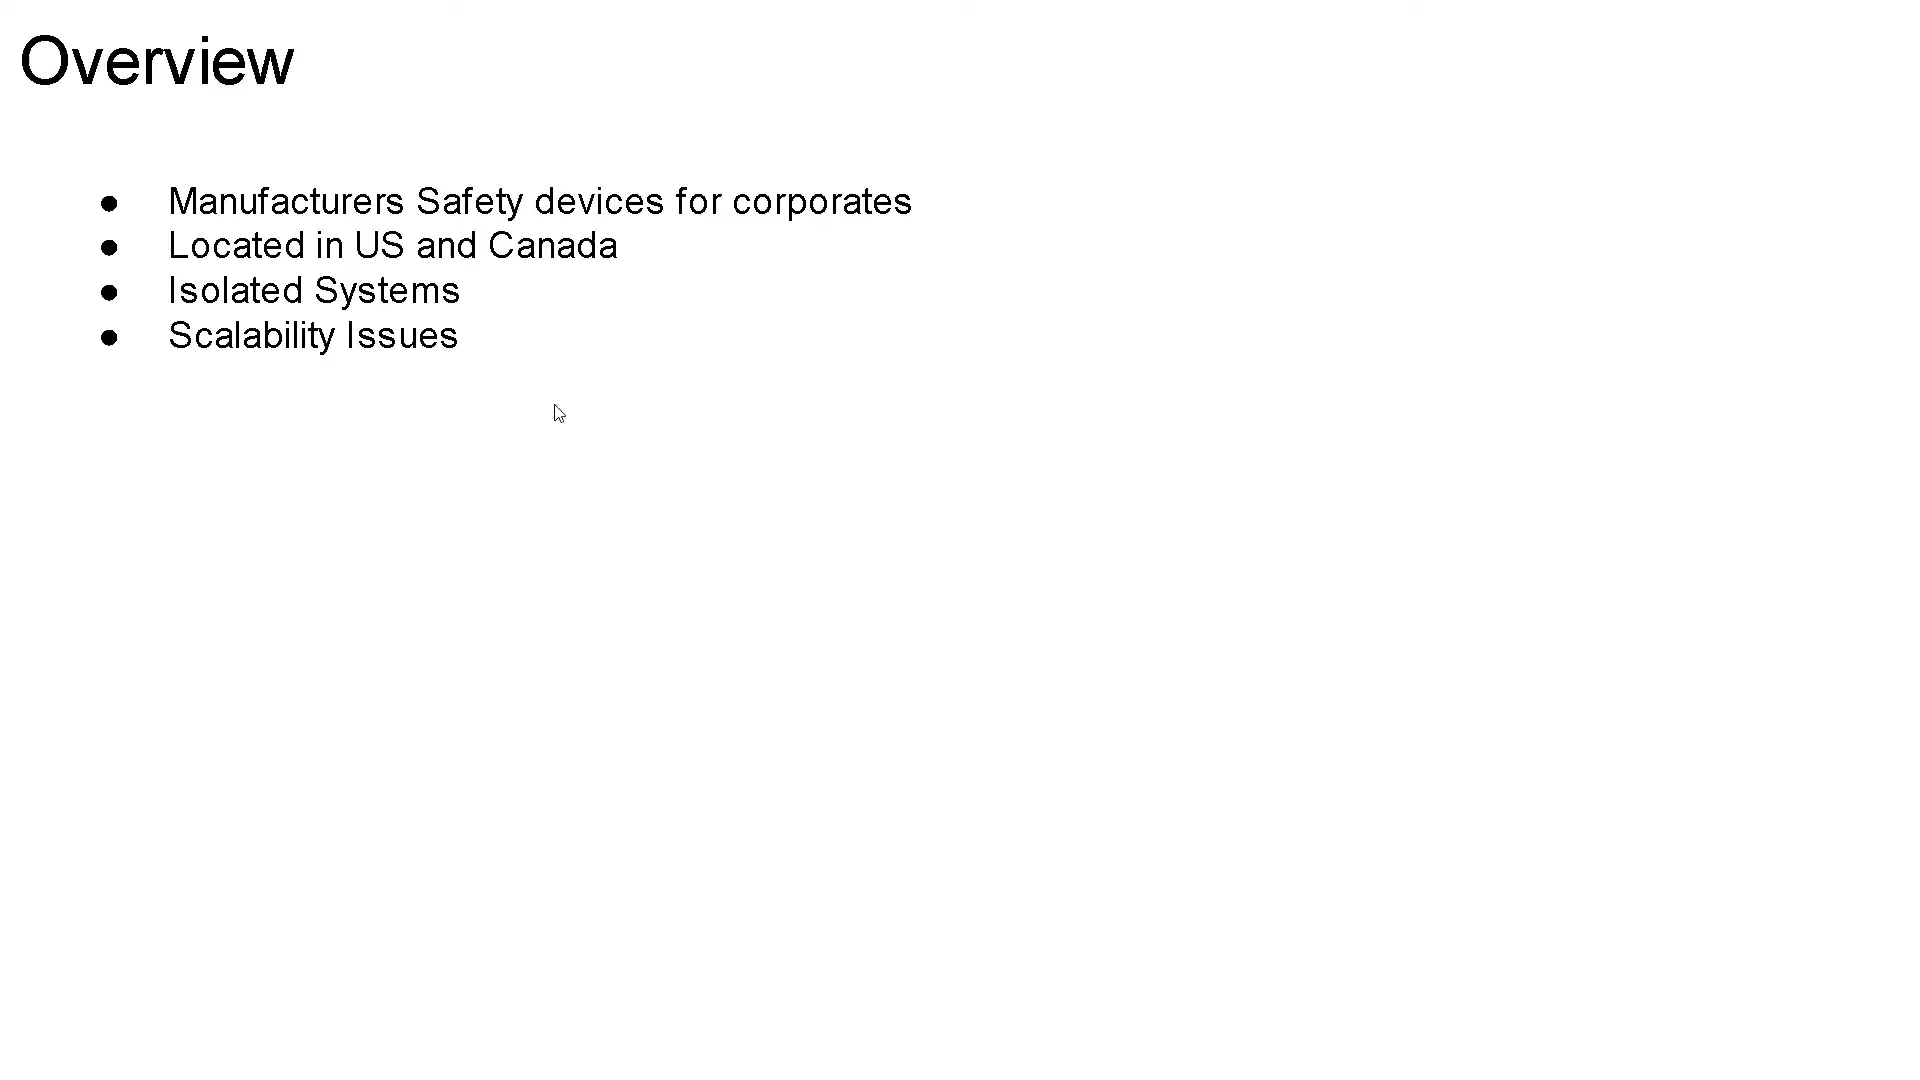 Overview
● Manufacturers Safety devices for corporates
● Located in US and Canada
● Isolated Systems
● Scalability Issues